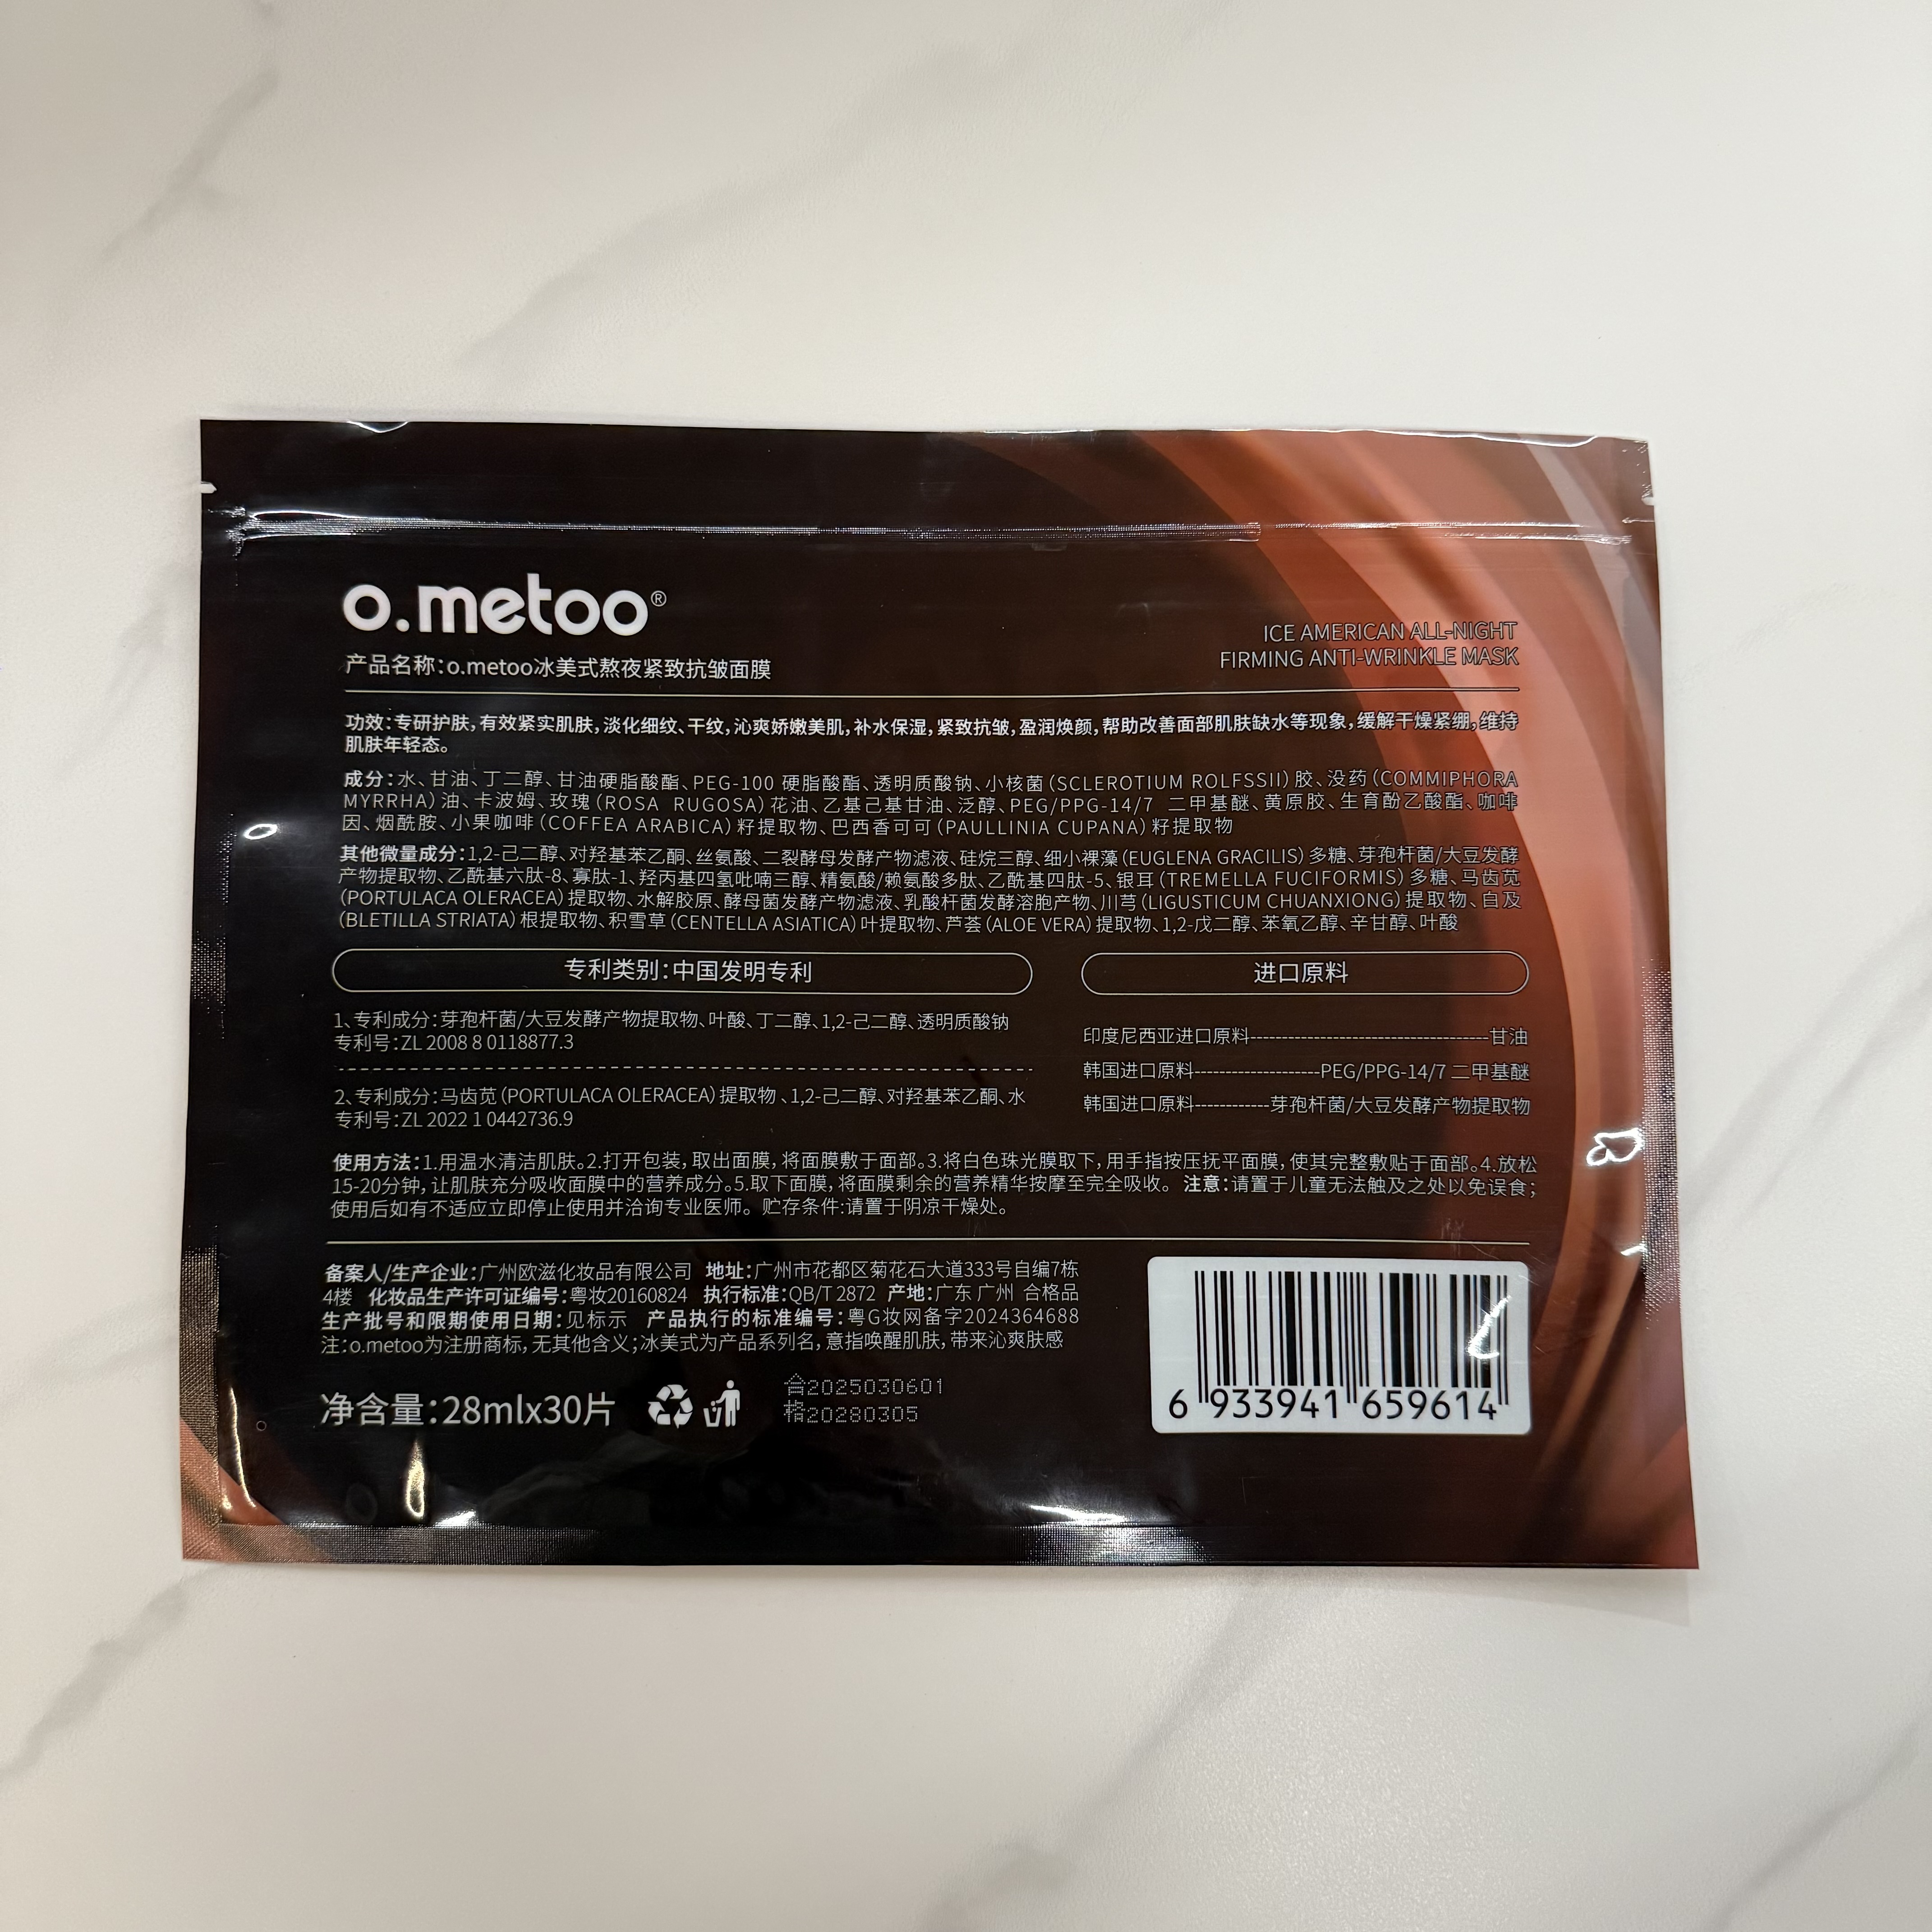 o.metoo®
产品名称：o.metoo冰美式熬夜紧致抗皱面膜
ICE AMERICAN ALL-NIGHT
FIRMING ANTI-WRINKLE MASK
功效：专研护肤，有效紧实肌肤，淡化细纹、干纹，沁爽娇嫩美肌，补水保湿，紧致抗皱，盈润焕颜，帮助改善面部肌肤缺水等现象，缓解干燥紧绷，维持
肌肤年轻态。
成分：水、甘油、丁二醇、甘油硬脂酸酯、PEG-100 硬脂酸酯、透明质酸钠、小核菌（SCLEROTIUM ROLFSSII）胶、没药（COMMIPHORA
MYRRHA）油、卡波姆、玫瑰（ROSA RUGOSA）花油、乙基己基甘油、泛醇、PEG/PPG-14/7 二甲基醚、黄原胶、生育酚乙酸酯、咖啡
因、烟酰胺、小果咖啡（COFFEA ARABICA）籽提取物、巴西香可可（PAULLINIA CUPANA）籽提取物
其他微量成分：1,2-己二醇、对羟基苯乙酮、丝氨酸、二裂酵母发酵产物滤液、硅烷三醇、细小裸藻（EUGLENA GRACILIS）多糖、芽孢杆菌/大豆发酵
产物提取物、乙酰基六肽-8、寡肽-1、羟丙基四氢吡喃三醇、精氨酸/赖氨酸多肽、乙酰基四肽-5、银耳（TREMELLA FUCIFORMIS）多糖、马齿苋
（PORTULACA OLERACEA）提取物、水解胶原、酵母菌发酵产物滤液、乳酸杆菌发酵溶胞产物、川芎（LIGUSTICUM CHUANXIONG）提取物、白及
（BLETILLA STRIATA）根提取物、积雪草（CENTELLA ASIATICA）叶提取物、芦荟（ALOE VERA）提取物、1,2-戊二醇、苯氧乙醇、辛甘醇、叶酸
专利类别：中国发明专利
1、专利成分：芽孢杆菌/大豆发酵产物提取物、叶酸、丁二醇、1,2-己二醇、透明质酸钠
专利号：ZL 2008 8 0118877.3
2、专利成分：马齿苋（PORTULACA OLERACEA）提取物、1,2-己二醇、对羟基苯乙酮、水
专利号：ZL 2022 1 0442736.9
进口原料
印度尼西亚进口原料--------------------------------------甘油
韩国进口原料--------------------PEG/PPG-14/7 二甲基醚
韩国进口原料------------芽孢杆菌/大豆发酵产物提取物
使用方法：1.用温水清洁肌肤。2.打开包装，取出面膜，将面膜敷于面部。3.将白色珠光膜取下，用手指按压抚平面膜，使其完整敷贴于面部。4.放松
15-20分钟，让肌肤充分吸收面膜中的营养成分。5.取下面膜，将面膜剩余的营养精华按摩至完全吸收。 注意：请置于儿童无法触及之处以免误食；
使用后如有不适应立即停止使用并洽询专业医师。贮存条件:请置于阴凉干燥处。
备案人/生产企业：广州欧滋化妆品有限公司 地址：广州市花都区菊花石大道333号自编7栋
4楼 化妆品生产许可证编号：粤妆20160824 执行标准：QB/T 2872 产地：广东 广州 合格品
生产批号和限期使用日期：见标示 产品执行的标准编号：粤G妆网备字2024364688
注：o.metoo为注册商标，无其他含义；冰美式为产品系列名，意指唤醒肌肤，带来沁爽肤感
净含量：28mlx30片
合2025030601
格20280305
6 933941 659614